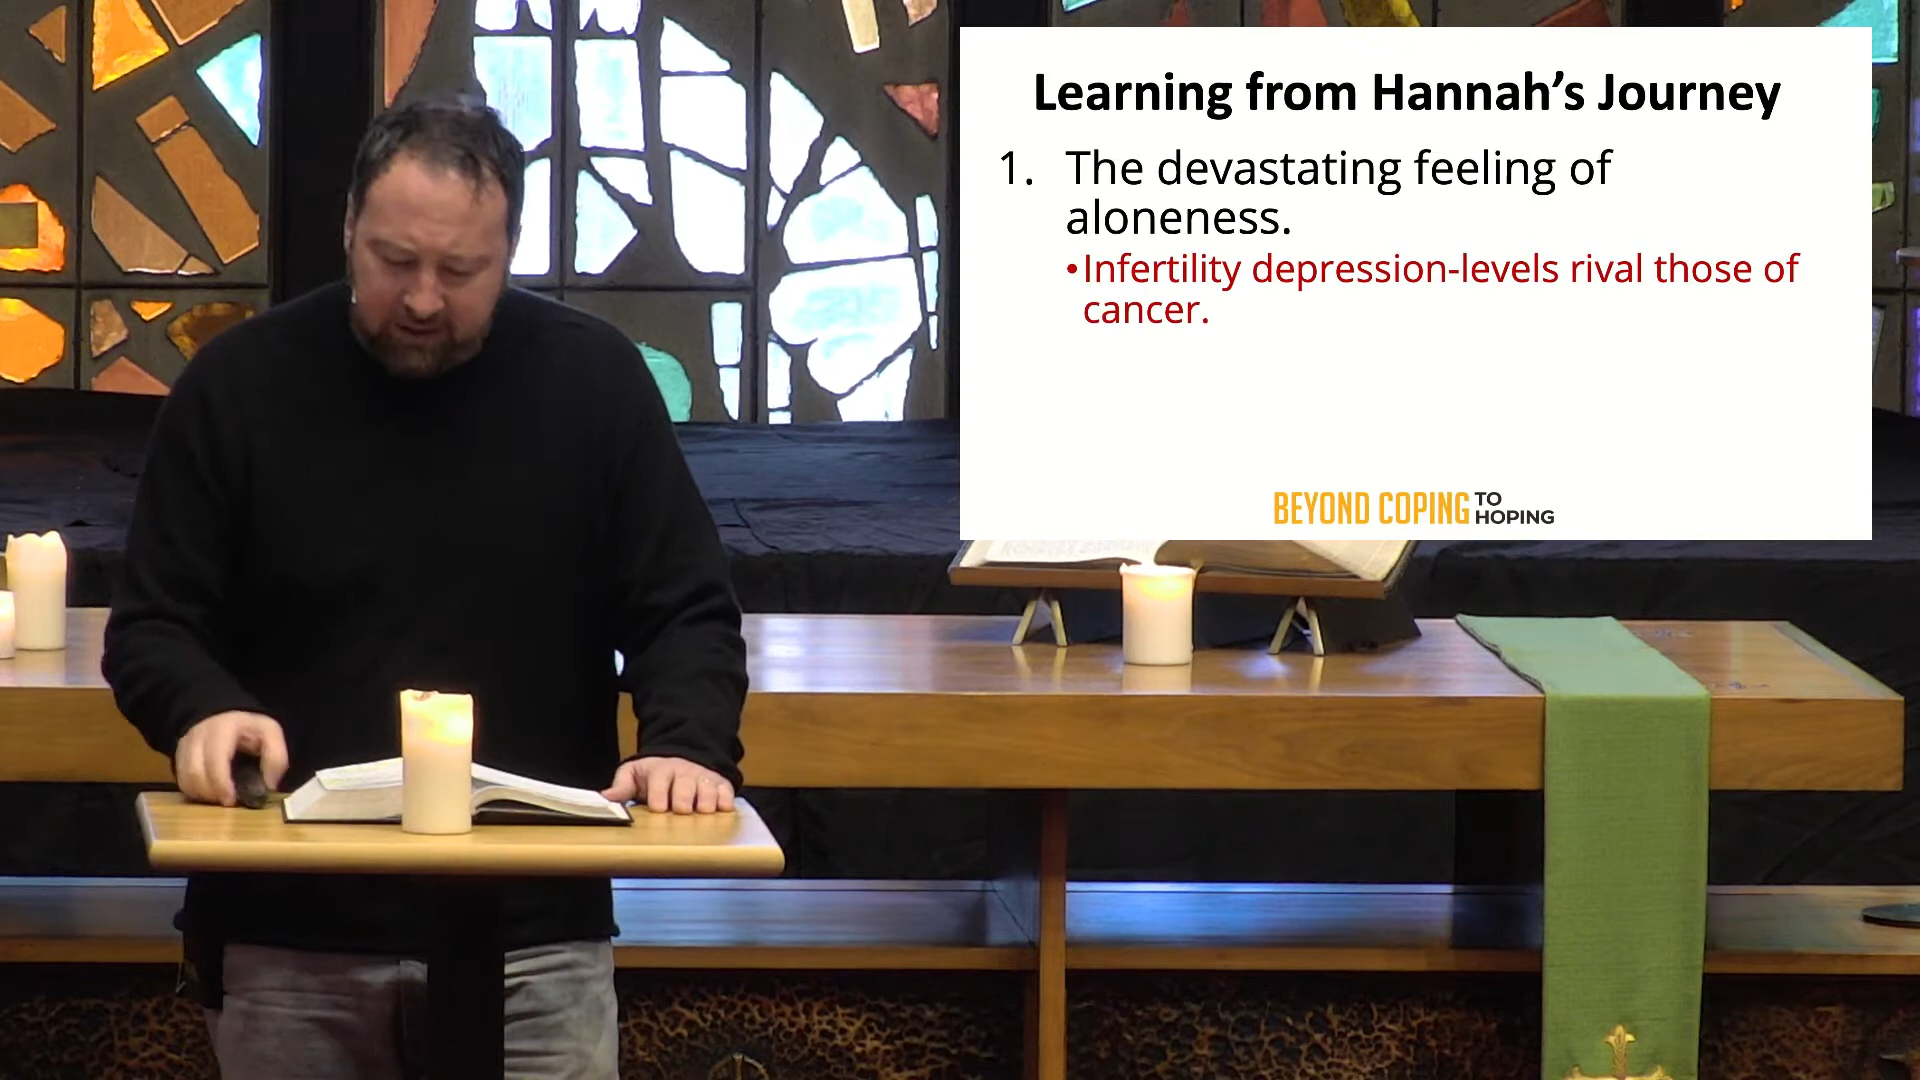 Learning from Hannah’s Journey
1. The devastating feeling of
aloneness.
•Infertility depression-levels rival those of
cancer.
BEYOND COPING TO
HOPING